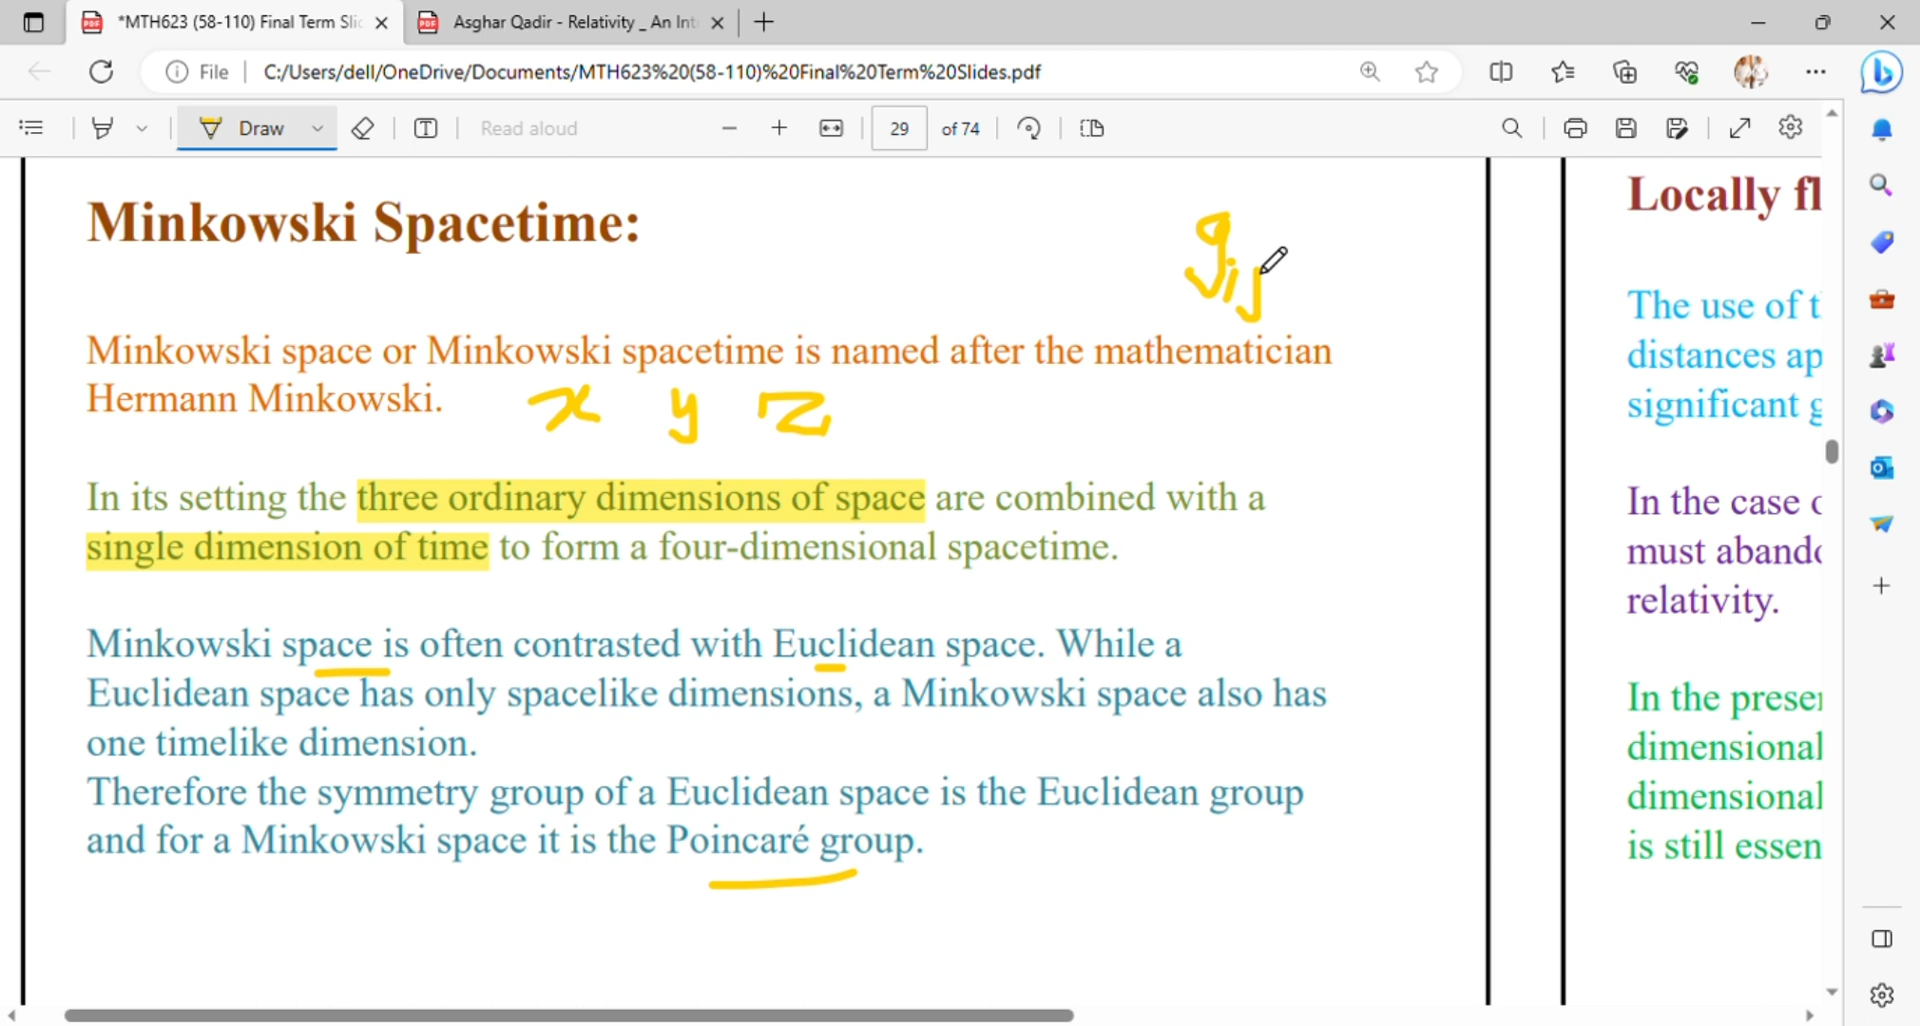 *MTH623 (58-110) Final Term Slic
Asghar Qadir - Relativity _ An Int
File
C:/Users/dell/OneDrive/Documents/MTH623%20(58-110)%20Final%20Term%20Slides.pdf
Draw
Read aloud
29
of 74
Minkowski Spacetime:
gij
Minkowski space or Minkowski spacetime is named after the mathematician
Hermann Minkowski.
x y z
In its setting the three ordinary dimensions of space are combined with a
single dimension of time to form a four-dimensional spacetime.
Minkowski space is often contrasted with Euclidean space. While a
Euclidean space has only spacelike dimensions, a Minkowski space also has
one timelike dimension.
Therefore the symmetry group of a Euclidean space is the Euclidean group
and for a Minkowski space it is the Poincaré group.
Locally fl
The use of t
distances ap
significant g
In the case o
must abando
relativity.
In the presen
dimensional
dimensional
is still essen